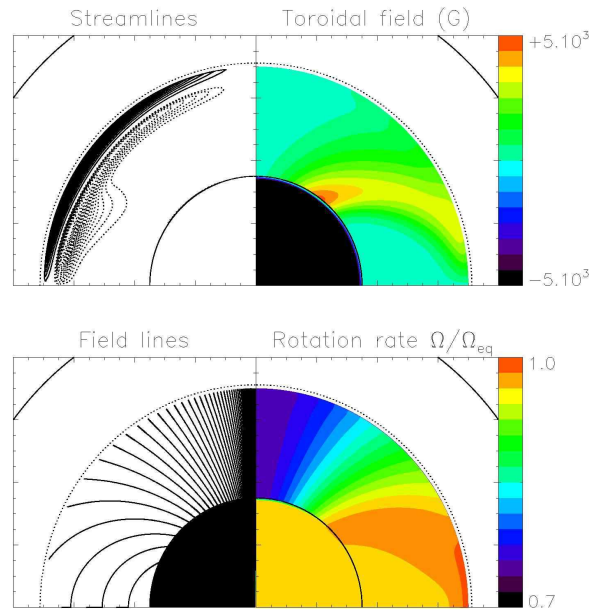 Streamlines
Toroidal field (G)
+5.10³
−5.10³
Field lines
Rotation rate Ω/Ω_eq
1.0
0.7